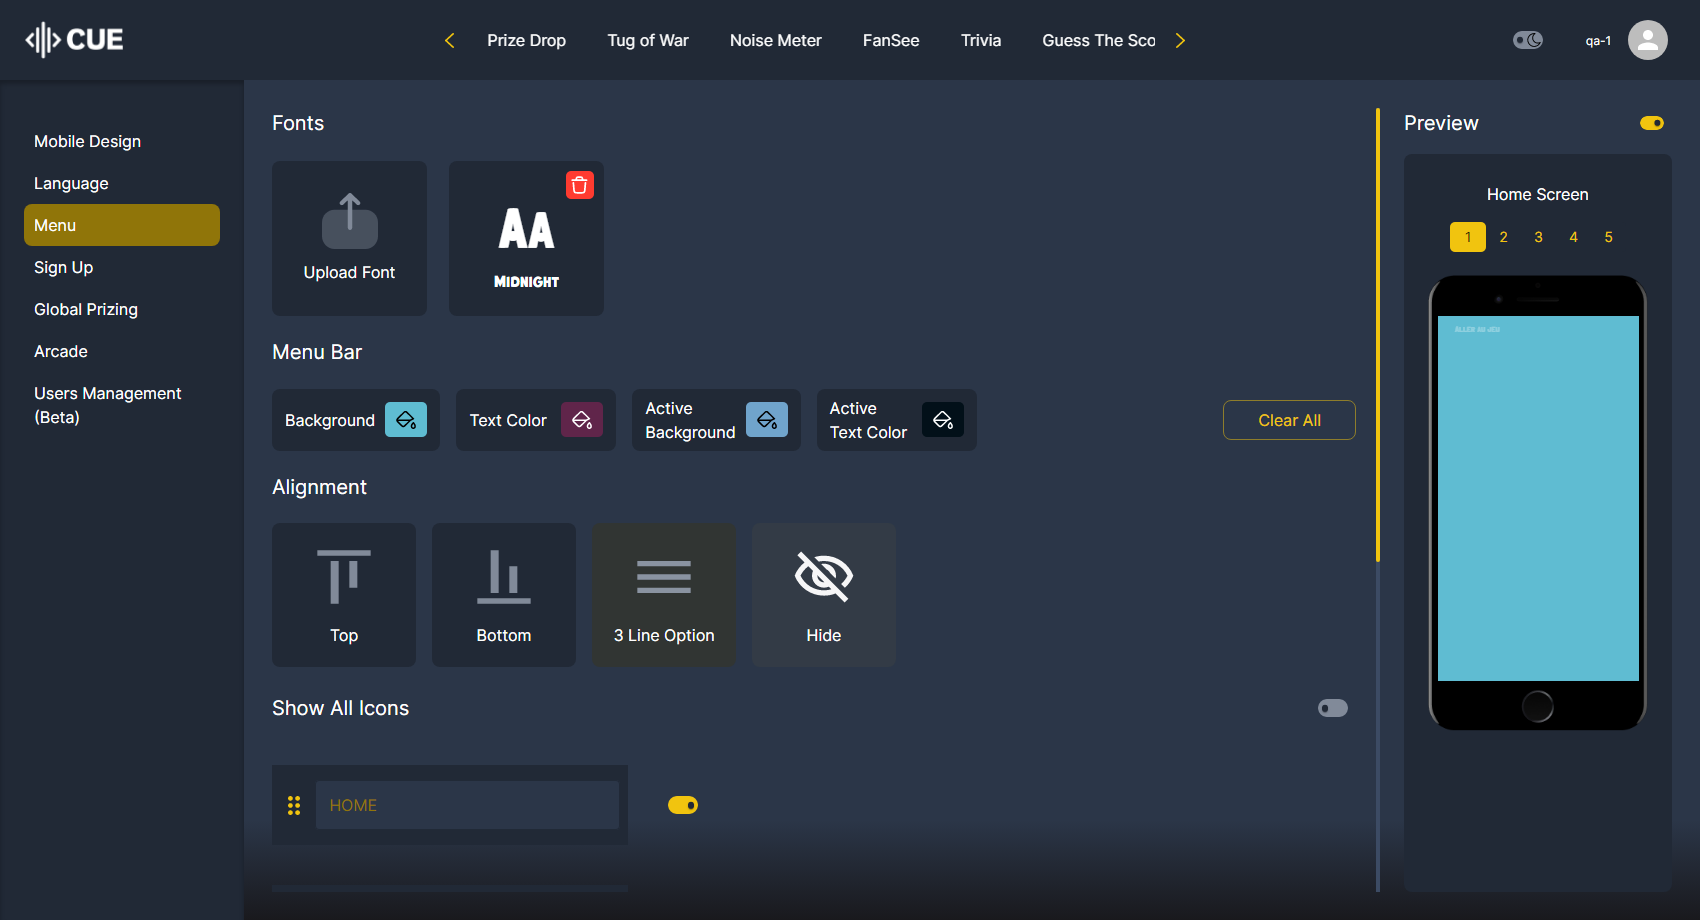 CUE
Prize Drop
Tug of War
Noise Meter
FanSee
Trivia
Guess The Sco
qa-1
Mobile Design
Language
Menu
Sign Up
Global Prizing
Arcade
Users Management
(Beta)
Fonts
Upload Font
AA
MIDNIGHT
Menu Bar
Background
Text Color
Active
Background
Active
Text Color
Clear All
Alignment
Top
Bottom
3 Line Option
Hide
Show All Icons
HOME
Preview
Home Screen
1 2 3 4 5